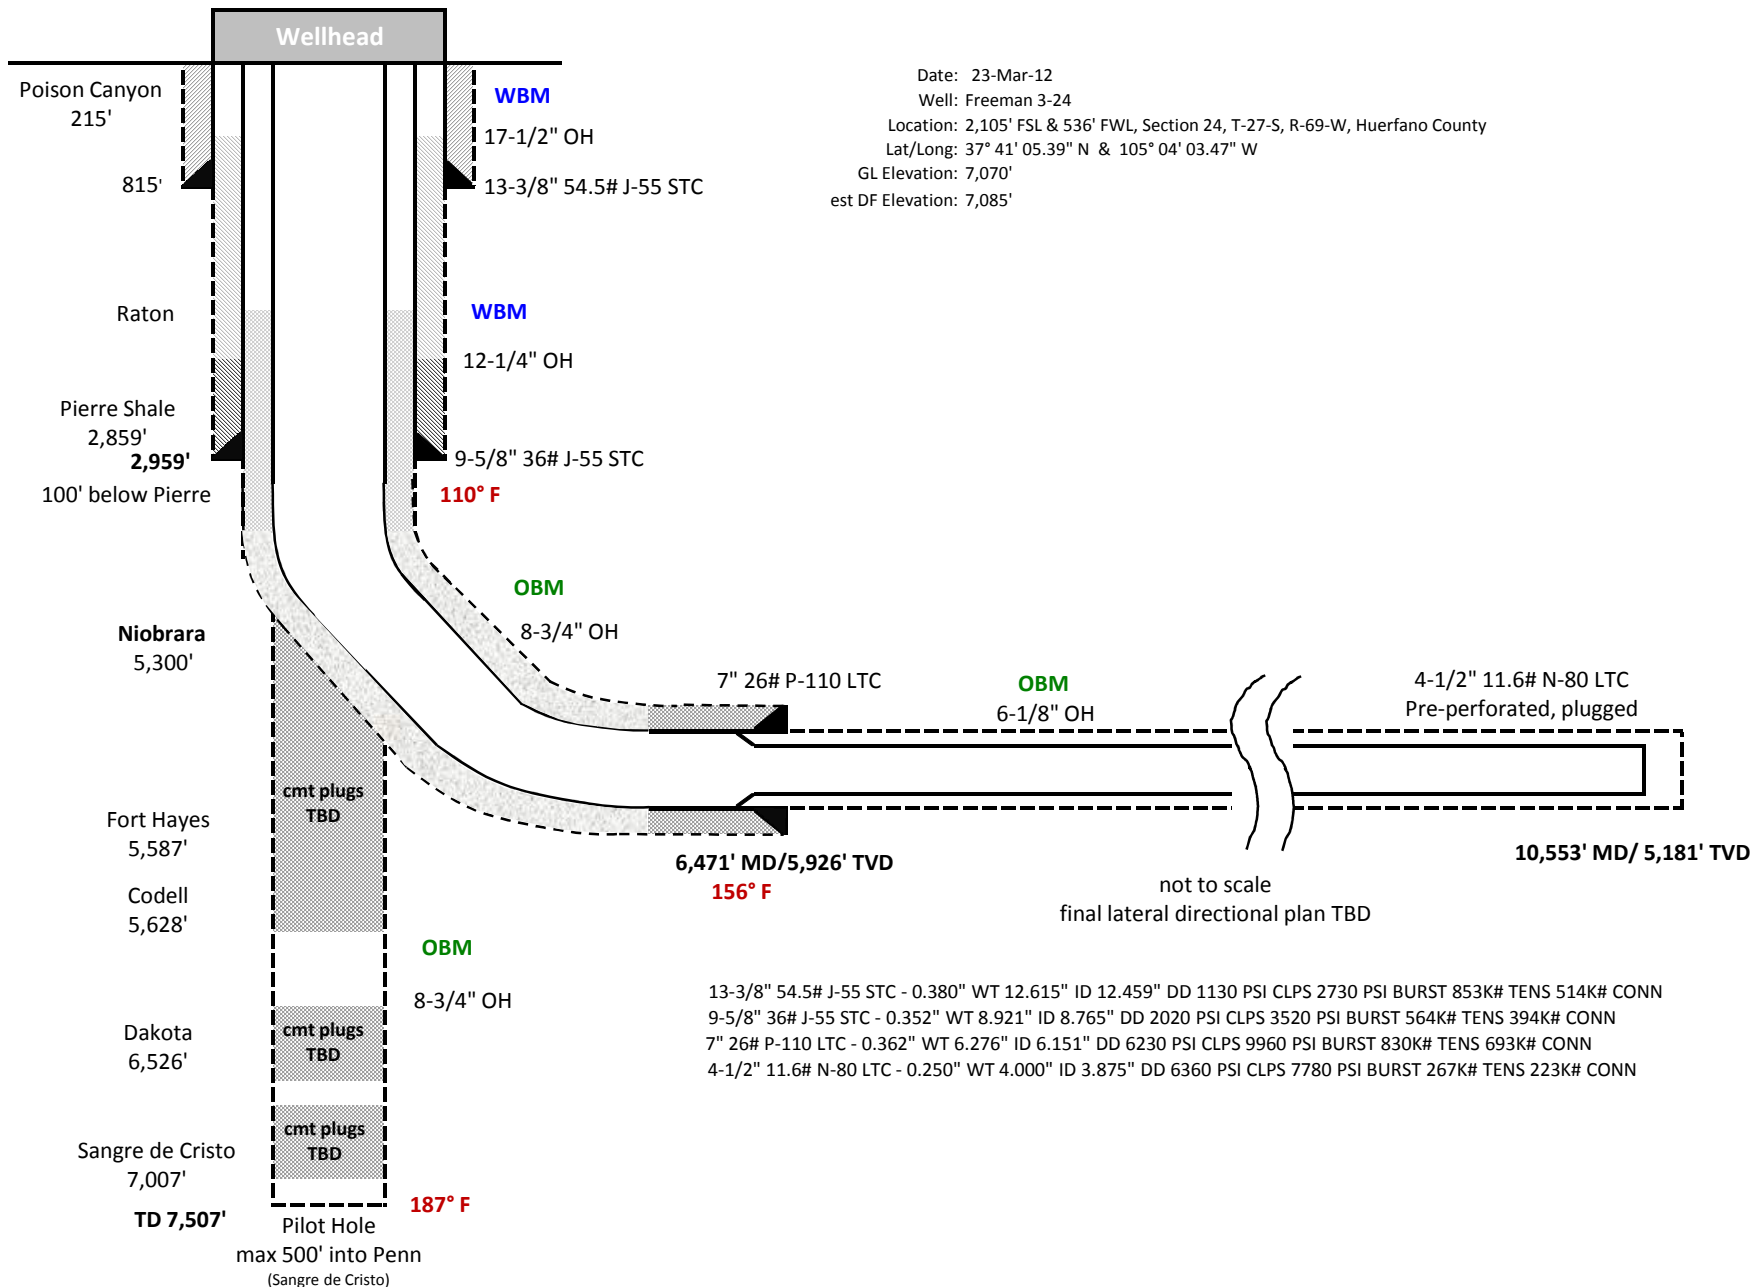 Wellhead
Date: 23-Mar-12
Well: Freeman 3-24
Location: 2,105' FSL & 536' FWL, Section 24, T-27-S, R-69-W, Huerfano County
Lat/Long: 37° 41' 05.39" N & 105° 04' 03.47" W
GL Elevation: 7,070'
est DF Elevation: 7,085'
Poison Canyon
215'
WBM
17-1/2" OH
815'
13-3/8" 54.5# J-55 STC
Raton
WBM
12-1/4" OH
Pierre Shale
2,859'
2,959'
9-5/8" 36# J-55 STC
100' below Pierre
110° F
OBM
8-3/4" OH
Niobrara
5,300'
7" 26# P-110 LTC
OBM
6-1/8" OH
4-1/2" 11.6# N-80 LTC
Pre-perforated, plugged
cmt plugs
TBD
Fort Hayes
5,587'
6,471' MD/5,926' TVD
156° F
10,553' MD/ 5,181' TVD
not to scale
final lateral directional plan TBD
Codell
5,628'
OBM
8-3/4" OH
13-3/8" 54.5# J-55 STC - 0.380" WT 12.615" ID 12.459" DD 1130 PSI CLPS 2730 PSI BURST 853K# TENS 514K# CONN
9-5/8" 36# J-55 STC - 0.352" WT 8.921" ID 8.765" DD 2020 PSI CLPS 3520 PSI BURST 564K# TENS 394K# CONN
7" 26# P-110 LTC - 0.362" WT 6.276" ID 6.151" DD 6230 PSI CLPS 9960 PSI BURST 830K# TENS 693K# CONN
4-1/2" 11.6# N-80 LTC - 0.250" WT 4.000" ID 3.875" DD 6360 PSI CLPS 7780 PSI BURST 267K# TENS 223K# CONN
Dakota
6,526'
cmt plugs
TBD
cmt plugs
TBD
Sangre de Cristo
7,007'
TD 7,507'
187° F
Pilot Hole
max 500' into Penn
(Sangre de Cristo)